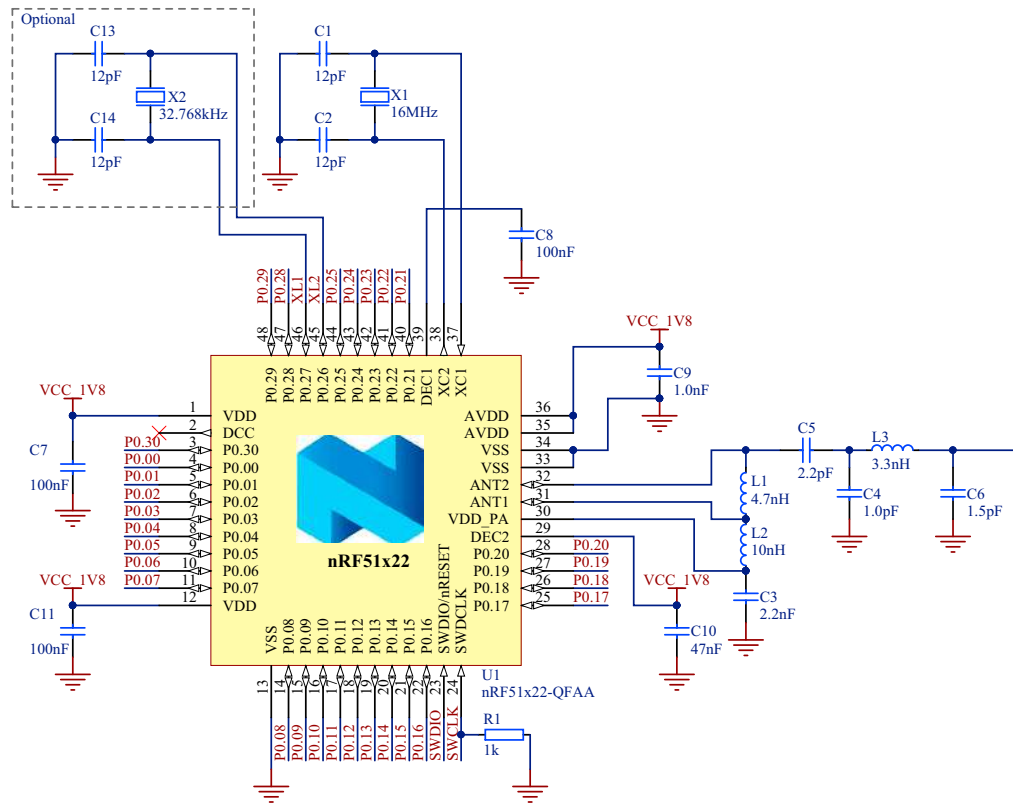 Optional
C13
12pF
X2
32.768kHz
C14
12pF
C1
12pF
X1
16MHz
C2
12pF
C8
100nF
P0.29
P0.28
XL1
XL2
P0.25
P0.24
P0.23
P0.22
P0.21
48
47
46
45
44
43
42
41
40
39
38
37
P0.29
P0.28
P0.27
P0.26
P0.25
P0.24
P0.23
P0.22
P0.21
DEC1
XC2
XC1
VCC_1V8
C7
100nF
1 VDD
2 DCC
P0.30 3 P0.30
P0.00 4 P0.00
P0.01 5 P0.01
P0.02 6 P0.02
P0.03 7 P0.03
P0.04 8 P0.04
P0.05 9 P0.05
P0.06 10 P0.06
P0.07 11 P0.07
12 VDD
VCC_1V8
C11
100nF
nRF51x22
AVDD 36
AVDD 35
VSS 34
VSS 33
ANT2 32
ANT1 31
VDD_PA 30
DEC2 29
P0.20 28 P0.20
P0.19 27 P0.19
P0.18 26 P0.18
P0.17 25 P0.17
VCC_1V8
C9
1.0nF
C5
2.2pF
L3
3.3nH
L1
4.7nH
C4
1.0pF
C6
1.5pF
L2
10nH
C3
2.2nF
VCC_1V8
C10
47nF
VSS
P0.08
P0.09
P0.10
P0.11
P0.12
P0.13
P0.14
P0.15
P0.16
SWDIO/nRESET
SWDCLK
13
14
15
16
17
18
19
20
21
22
23
24
P0.08
P0.09
P0.10
P0.11
P0.12
P0.13
P0.14
P0.15
P0.16
SWDIO
SWCLK
U1
nRF51x22-QFAA
R1
1k